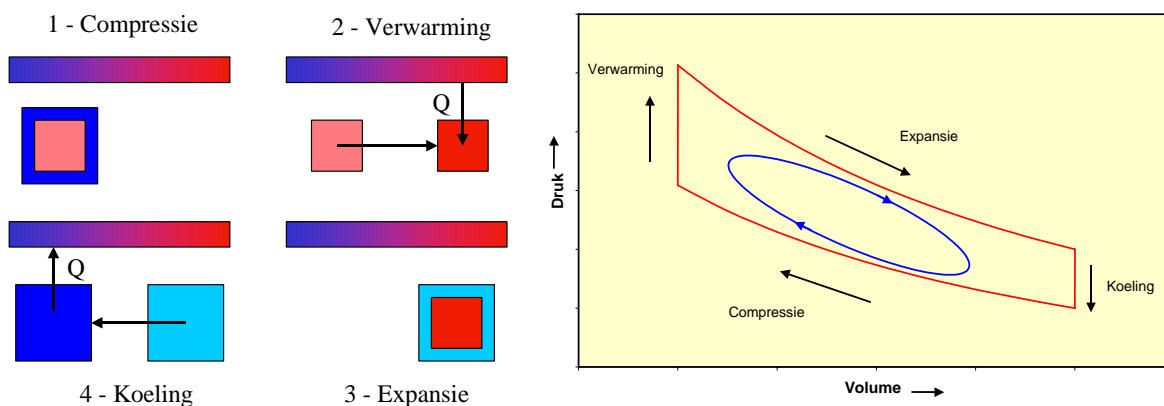 1 - Compressie
2 - Verwarming
Q
Q
4 - Koeling
3 - Expansie
Verwarming
Expansie
Druk
Compressie
Koeling
Volume